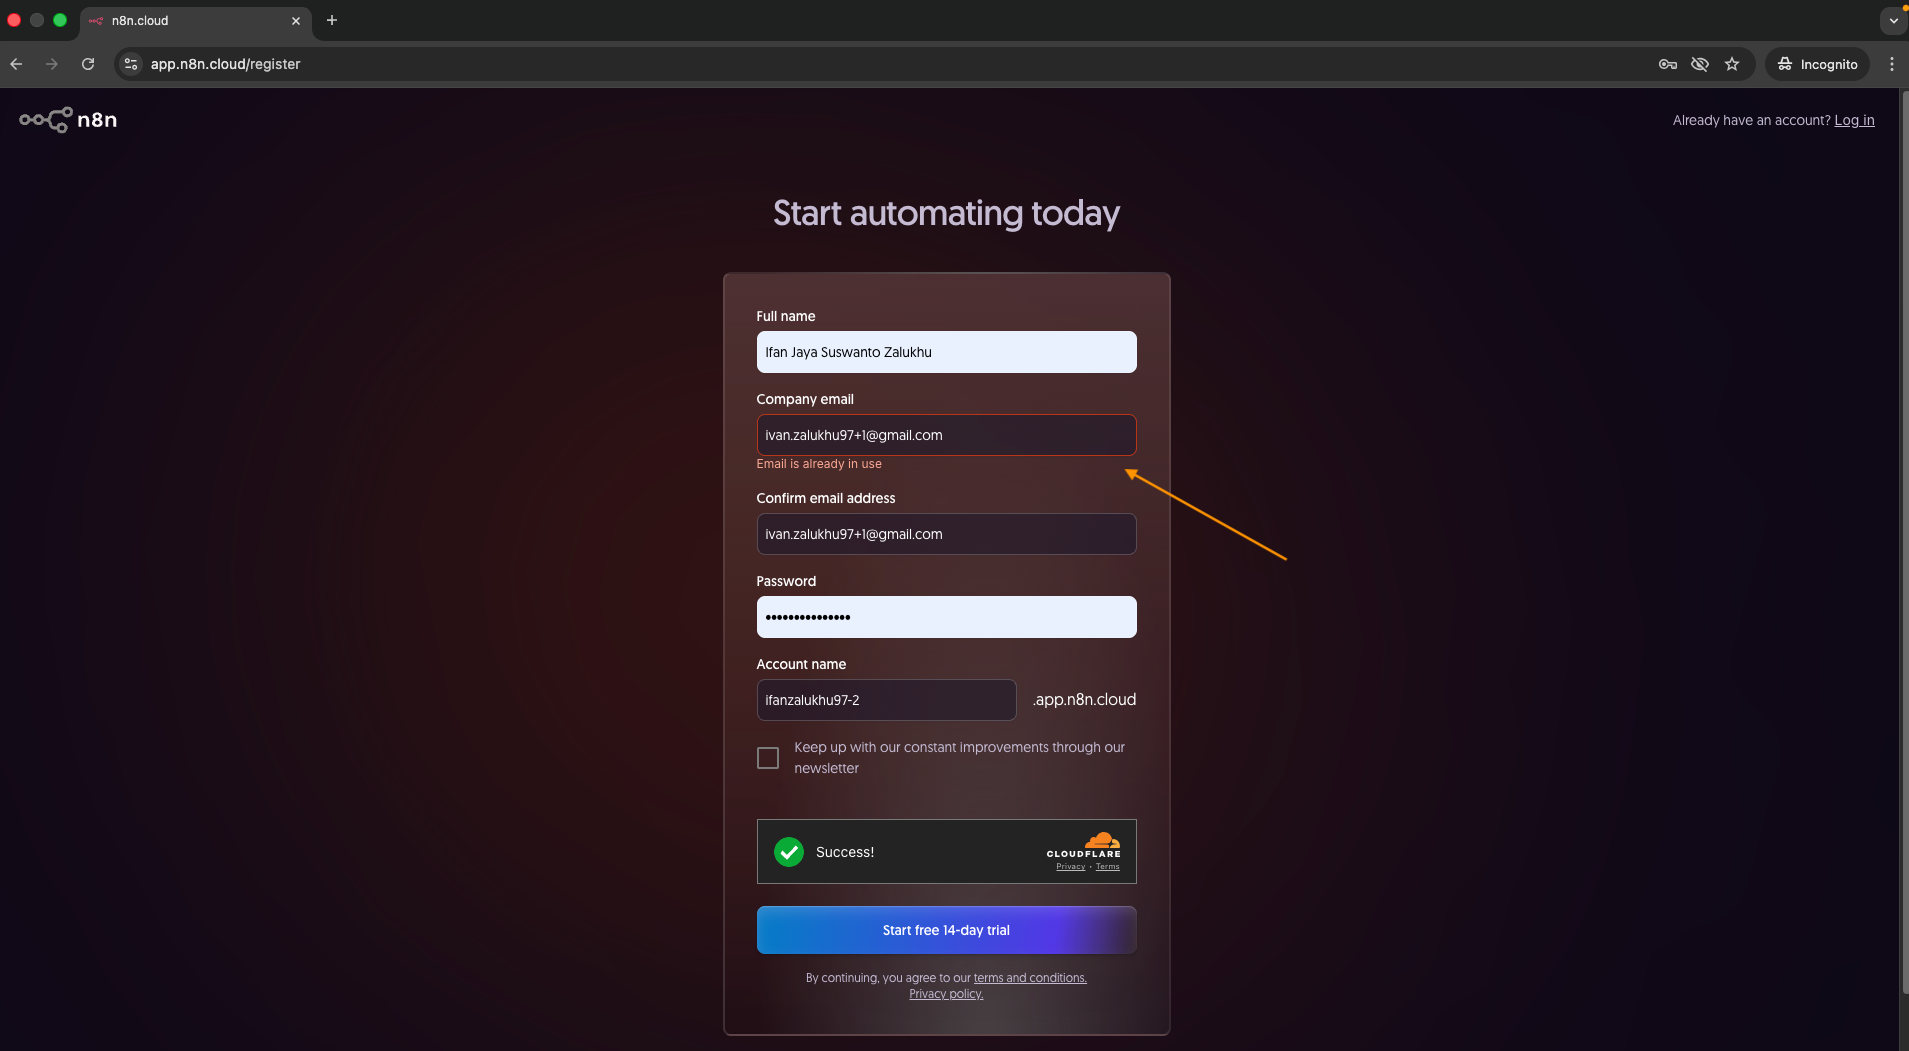 n8n.cloud
app.n8n.cloud/register
Incognito
n8n
Already have an account? Log in
Start automating today
Full name
Ifan Jaya Suswanto Zalukhu
Company email
ivan.zalukhu97+1@gmail.com
Email is already in use
Confirm email address
ivan.zalukhu97+1@gmail.com
Password
•••••••••••••••
Account name
ifanzalukhu97-2
.app.n8n.cloud
Keep up with our constant improvements through our
newsletter
Success!
CLOUDFLARE
Privacy • Terms
Start free 14-day trial
By continuing, you agree to our terms and conditions.
Privacy policy.